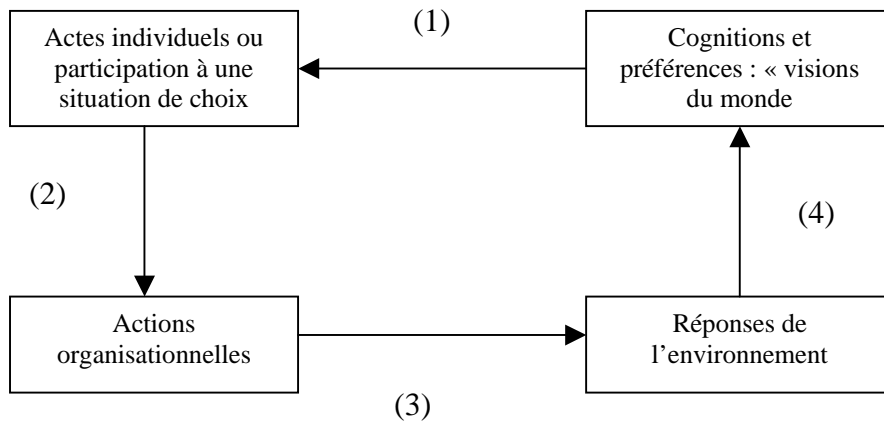 (1)
Actes individuels ou
participation à une
situation de choix
Cognitions et
préférences : « visions
du monde
(2)
(4)
Actions
organisationnelles
Réponses de
l’environnement
(3)